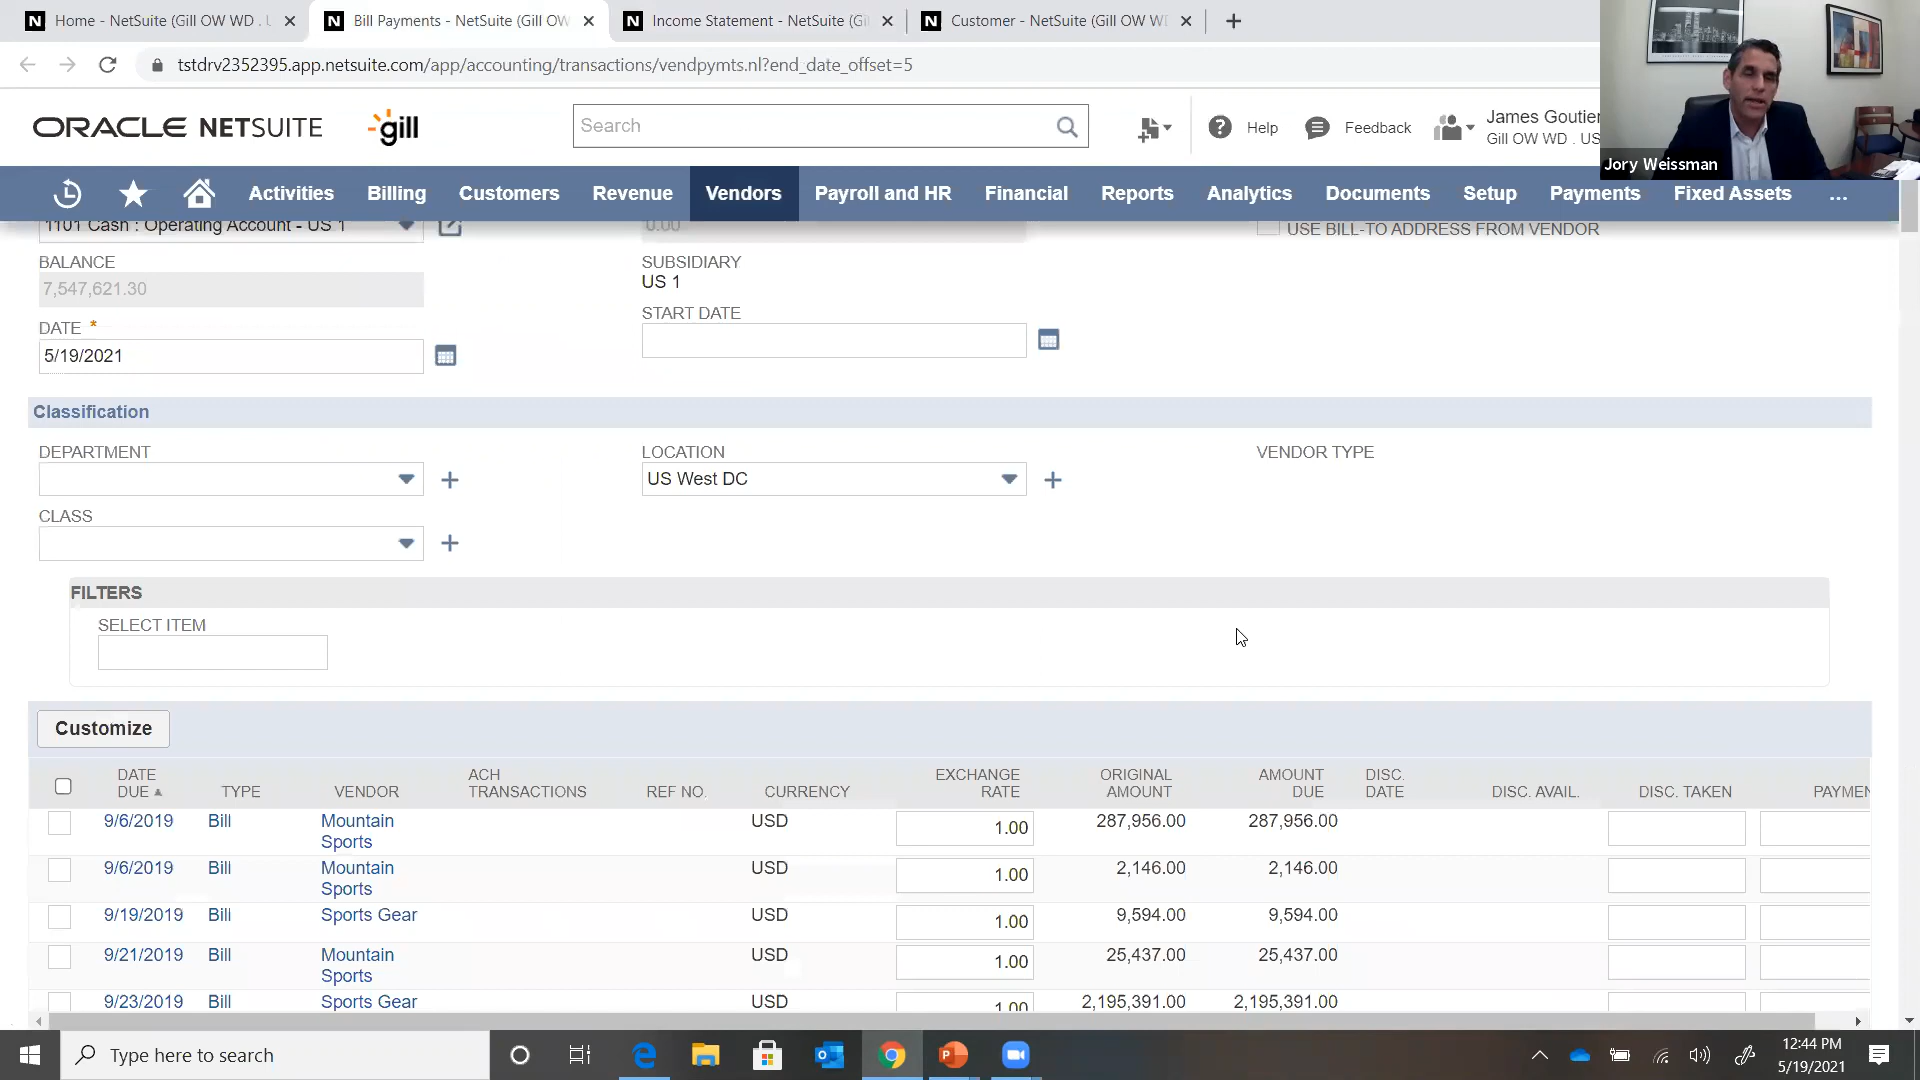 Home - NetSuite (Gill OW WD .
Bill Payments - NetSuite (Gill OW
Income Statement - NetSuite (Gil
Customer - NetSuite (Gill OW WD
tstdrv2352395.app.netsuite.com/app/accounting/transactions/vendpymts.nl?end_date_offset=5
ORACLE NETSUITE
gill
Search
Help
Feedback
James Goutier
Gill OW WD . US
Jory Weissman
Activities
Billing
Customers
Revenue
Vendors
Payroll and HR
Financial
Reports
Analytics
Documents
Setup
Payments
Fixed Assets
...
1101 Cash : Operating Account - US 1
0.00
USE BILL-TO ADDRESS FROM VENDOR
BALANCE
7,547,621.30
SUBSIDIARY
US 1
DATE *
5/19/2021
START DATE
Classification
DEPARTMENT
LOCATION
US West DC
VENDOR TYPE
CLASS
FILTERS
SELECT ITEM
Customize
DATE DUE
TYPE
VENDOR
ACH TRANSACTIONS
REF NO.
CURRENCY
EXCHANGE RATE
ORIGINAL AMOUNT
AMOUNT DUE
DISC. DATE
DISC. AVAIL.
DISC. TAKEN
PAYMEN
9/6/2019 Bill Mountain Sports USD 1.00 287,956.00 287,956.00
9/6/2019 Bill Mountain Sports USD 1.00 2,146.00 2,146.00
9/19/2019 Bill Sports Gear USD 1.00 9,594.00 9,594.00
9/21/2019 Bill Mountain Sports USD 1.00 25,437.00 25,437.00
9/23/2019 Bill Sports Gear USD 1.00 2,195,391.00 2,195,391.00
Type here to search
12:44 PM
5/19/2021